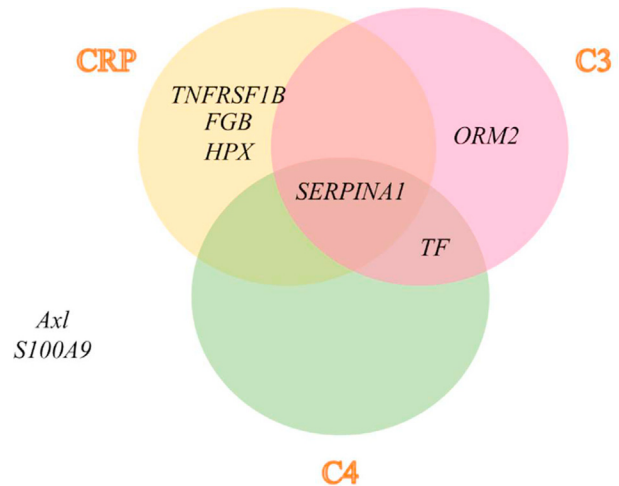 CRP
C3
TNFRSF1B
FGB
HPX
ORM2
SERPINA1
TF
Axl
S100A9
C4